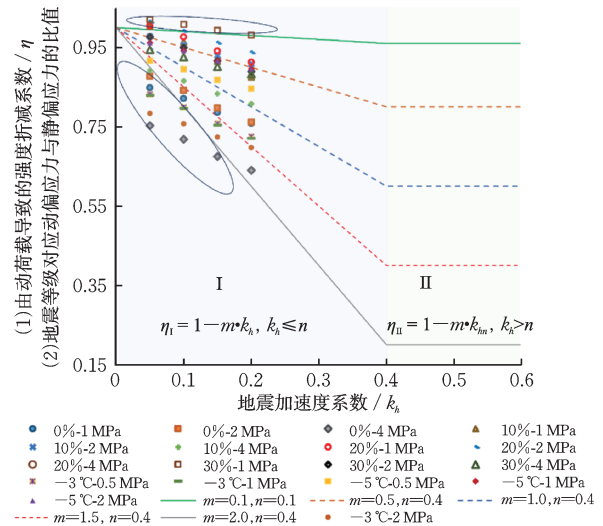 (1)由动荷载导致的强度折减系数/η
(2)地震等级对应动偏应力与静偏应力的比值
0.95
0.75
0.55
0.35
0.15
I
II
ηI=1−m•kh, kh≤n
ηII=1−m•khn, kh>n
0
0.1
0.2
0.3
0.4
0.5
0.6
地震加速度系数/kh
0%-1 MPa
0%-2 MPa
0%-4 MPa
10%-1 MPa
10%-2 MPa
10%-4 MPa
20%-1 MPa
20%-2 MPa
20%-4 MPa
30%-1 MPa
30%-2 MPa
30%-4 MPa
−3 ℃-0.5 MPa
−3 ℃-1 MPa
−5 ℃-0.5 MPa
−5 ℃-1 MPa
−5 ℃-2 MPa
m=0.1,n=0.1
m=0.5,n=0.4
m=1.0,n=0.4
m=1.5, n=0.4
m=2.0,n=0.4
−3 ℃-2 MPa